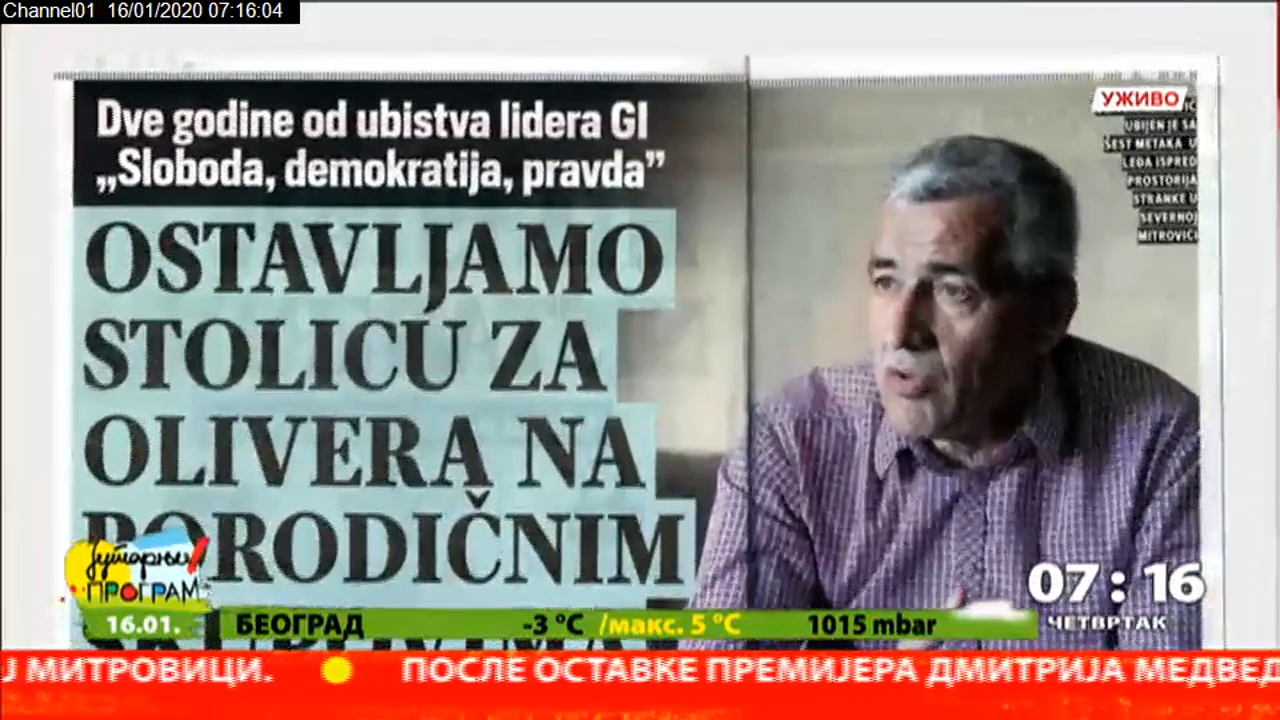 Channel01 16/01/2020 07:16:04
Dve godine od ubistva lidera GI
„Sloboda, demokratija, pravda”
OSTAVLJAMO
STOLICU ZA
OLIVERA NA
PORODIČNIM
УЖИВО
UBIJEN JE SA
ŠEST METAKA U
LEĐA ISPRED
PROSTORIJA
STRANKE U
SEVERNOJ
MITROVICI
Јутарњи
ПРОГРАМ
16.01.
БЕОГРАД -3 °C /макс. 5 °C 1015 mbar
07 : 16
ЧЕТВРТАК
Ј МИТРОВИЦИ. ПОСЛЕ ОСТАВКЕ ПРЕМИЈЕРА ДМИТРИЈА МЕДВЕД